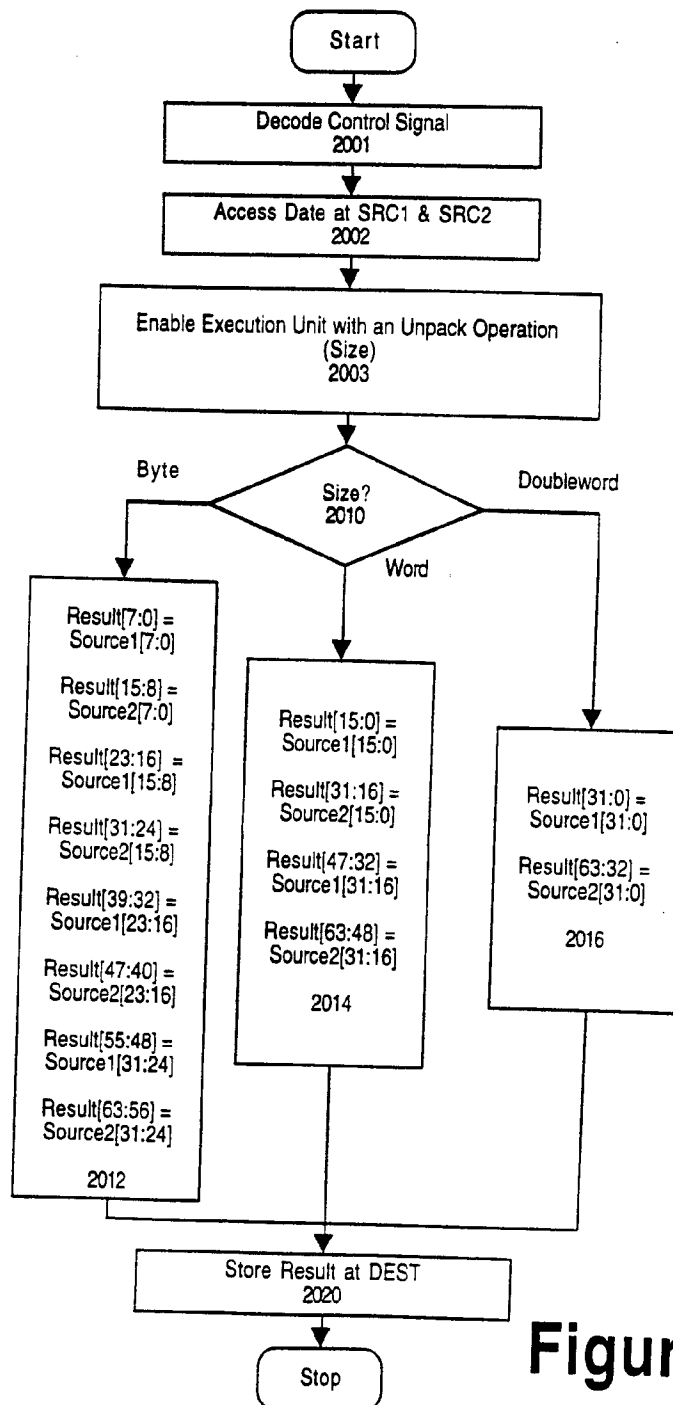 Start
Decode Control Signal
2001
Access Date at SRC1 & SRC2
2002
Enable Execution Unit with an Unpack Operation
(Size)
2003
Byte
Size?
2010
Doubleword
Word
Result[7:0] =
Source1[7:0]
Result[15:8] =
Source2[7:0]
Result[23:16] =
Source1[15:8]
Result[31:24] =
Source2[15:8]
Result[39:32] =
Source1[23:16]
Result[47:40] =
Source2[23:16]
Result[55:48] =
Source1[31:24]
Result[63:56] =
Source2[31:24]
2012
Result[15:0] =
Source1[15:0]
Result[31:16] =
Source2[15:0]
Result[47:32] =
Source1[31:16]
Result[63:48] =
Source2[31:16]
2014
Result[31:0] =
Source1[31:0]
Result[63:32] =
Source2[31:0]
2016
Store Result at DEST
2020
Stop
Figur